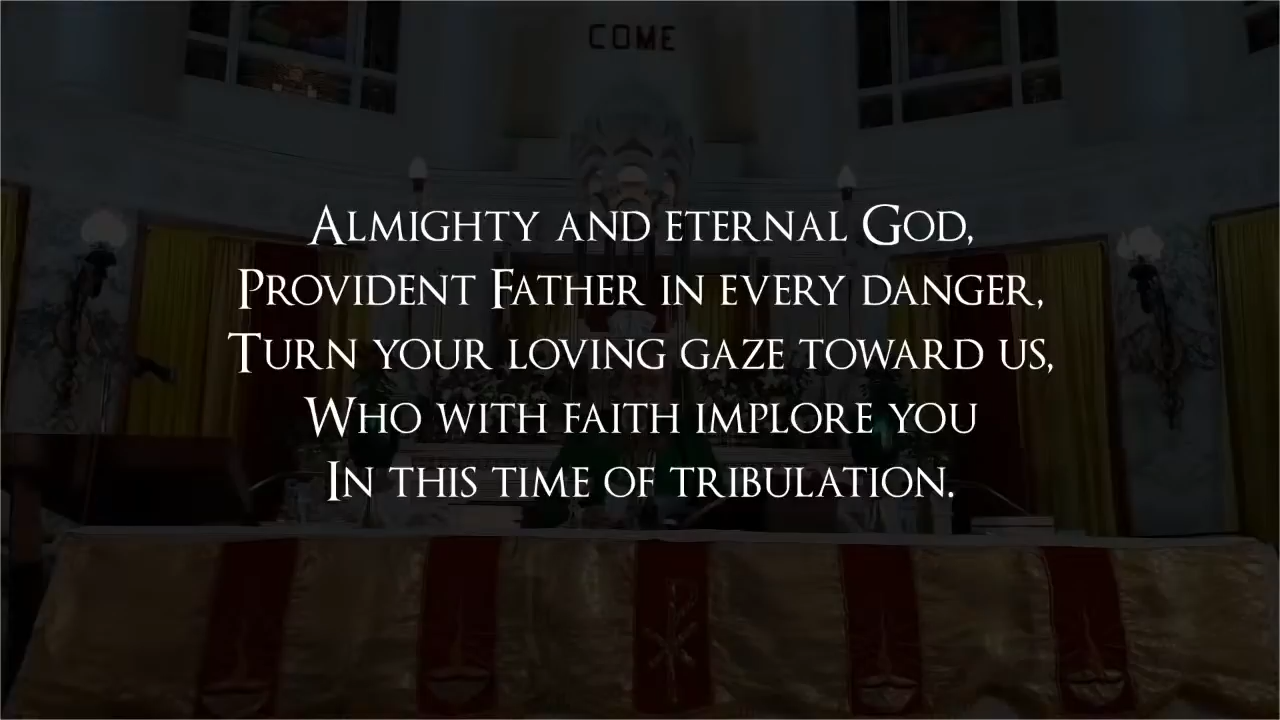 COME
Almighty and eternal God,
Provident Father in every danger,
Turn your loving gaze toward us,
Who with faith implore you
In this time of tribulation.